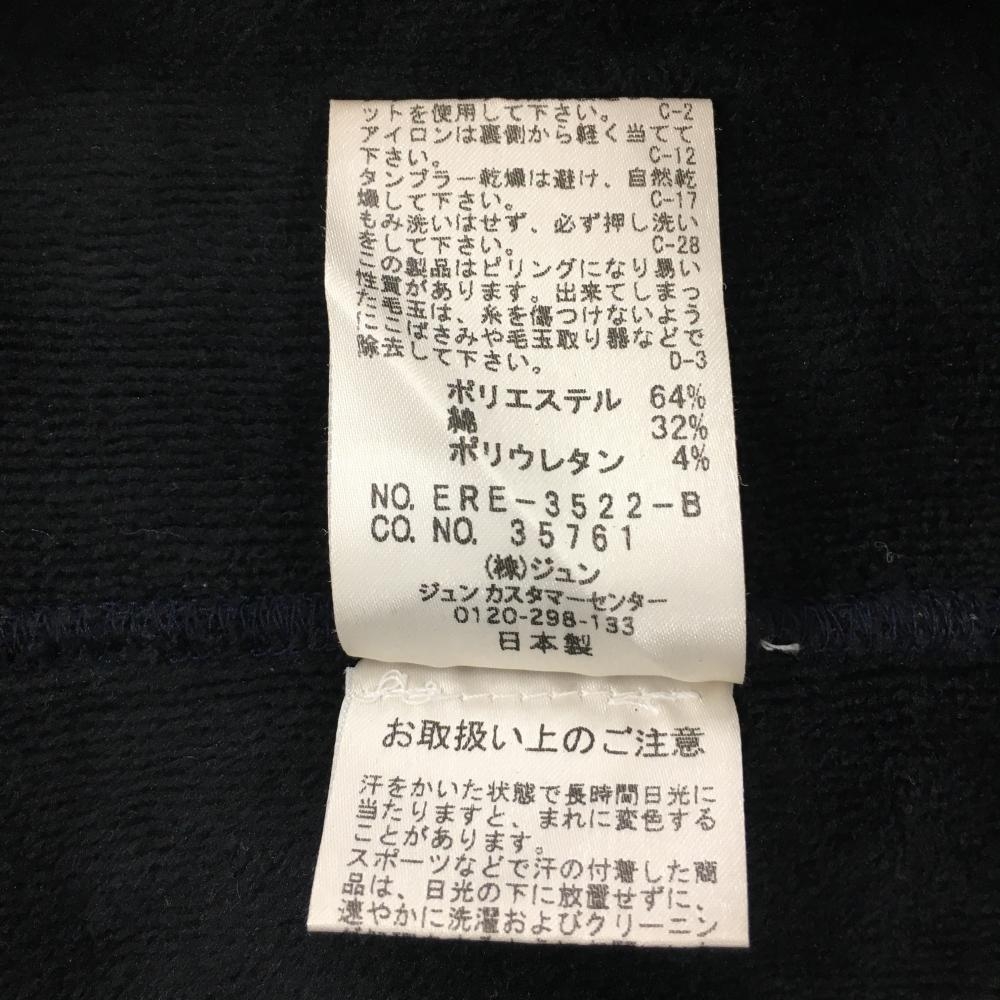 ットを使用して下さい。 C-2
アイロンは裏側から軽く当てて
下さい。 C-12
タンブラー乾燥は避け、自然乾
燥して下さい。 C-17
もみ洗いはせず、必ず押し洗い
をして下さい。 C-28
この製品はピリングになり易い
性質があります。出来てしまっ
た毛玉は、糸を傷つけないよう
にこばさみや毛玉取り器などで
除去して下さい。 D-3
ポリエステル 64%
綿 32%
ポリウレタン 4%
NO. ERE-3522-B
CO. NO. 35761
(株)ジュン
ジュンカスタマーセンター
0120-298-133
日本製
お取扱い上のご注意
汗をかいた状態で長時間日光に
当たりますと、まれに変色する
ことがあります。
スポーツなどで汗の付着した商
品は、日光の下に放置せずに、
速やかに洗濯およびクリーニン